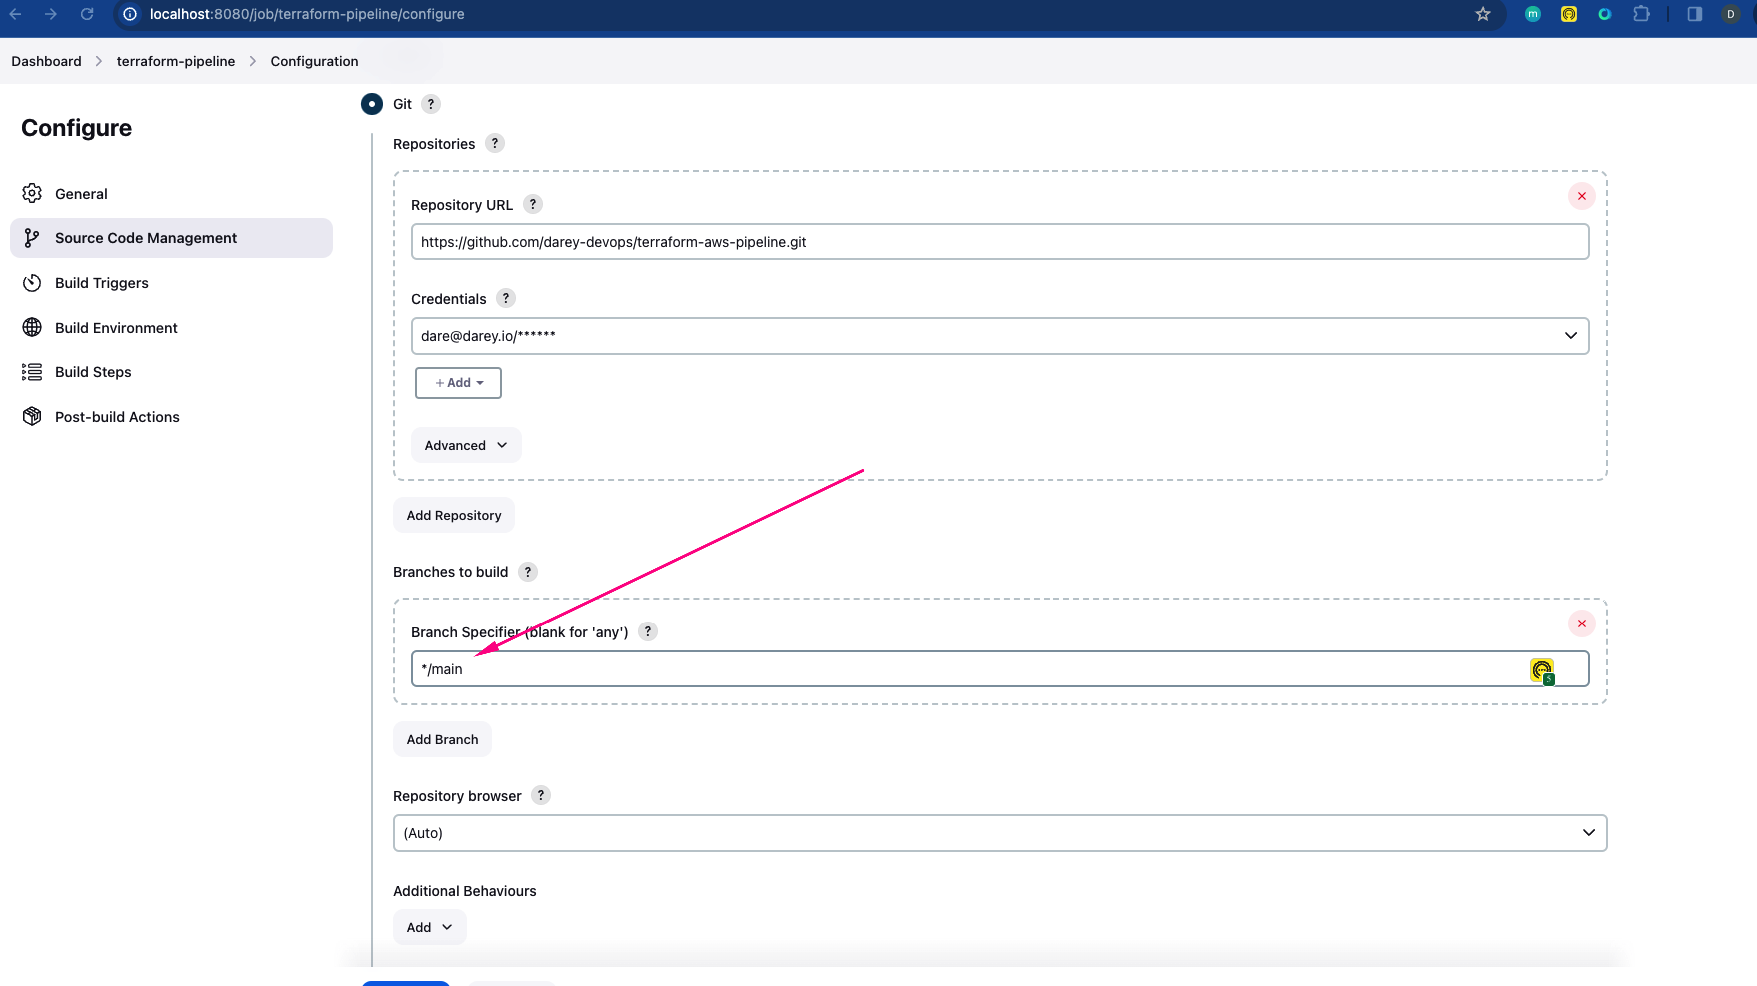 localhost:8080/job/terraform-pipeline/configure
m
D
Dashboard > terraform-pipeline > Configuration
Configure
General
Source Code Management
Build Triggers
Build Environment
Build Steps
Post-build Actions
Git ?
Repositories ?
Repository URL ?
https://github.com/darey-devops/terraform-aws-pipeline.git
Credentials ?
dare@darey.io/******
+ Add
Advanced
Add Repository
Branches to build ?
Branch Specifier (blank for 'any') ?
*/main
5
Add Branch
Repository browser ?
(Auto)
Additional Behaviours
Add